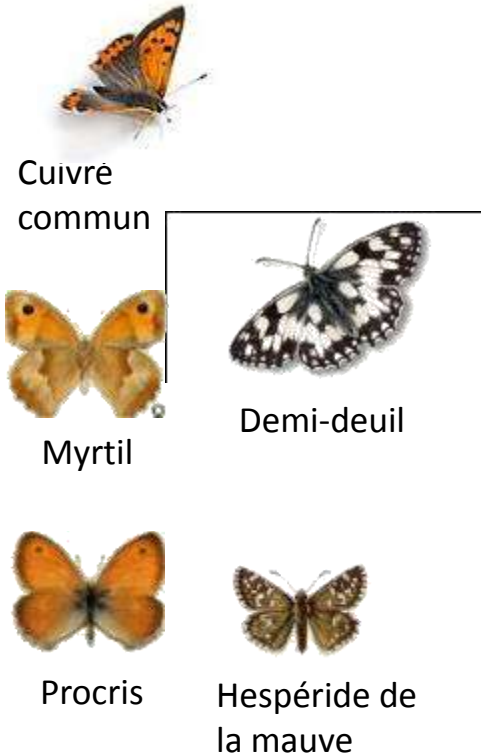 Cuivré
commun
Demi-deuil
Myrtil
Procris
Hespéride de
la mauve